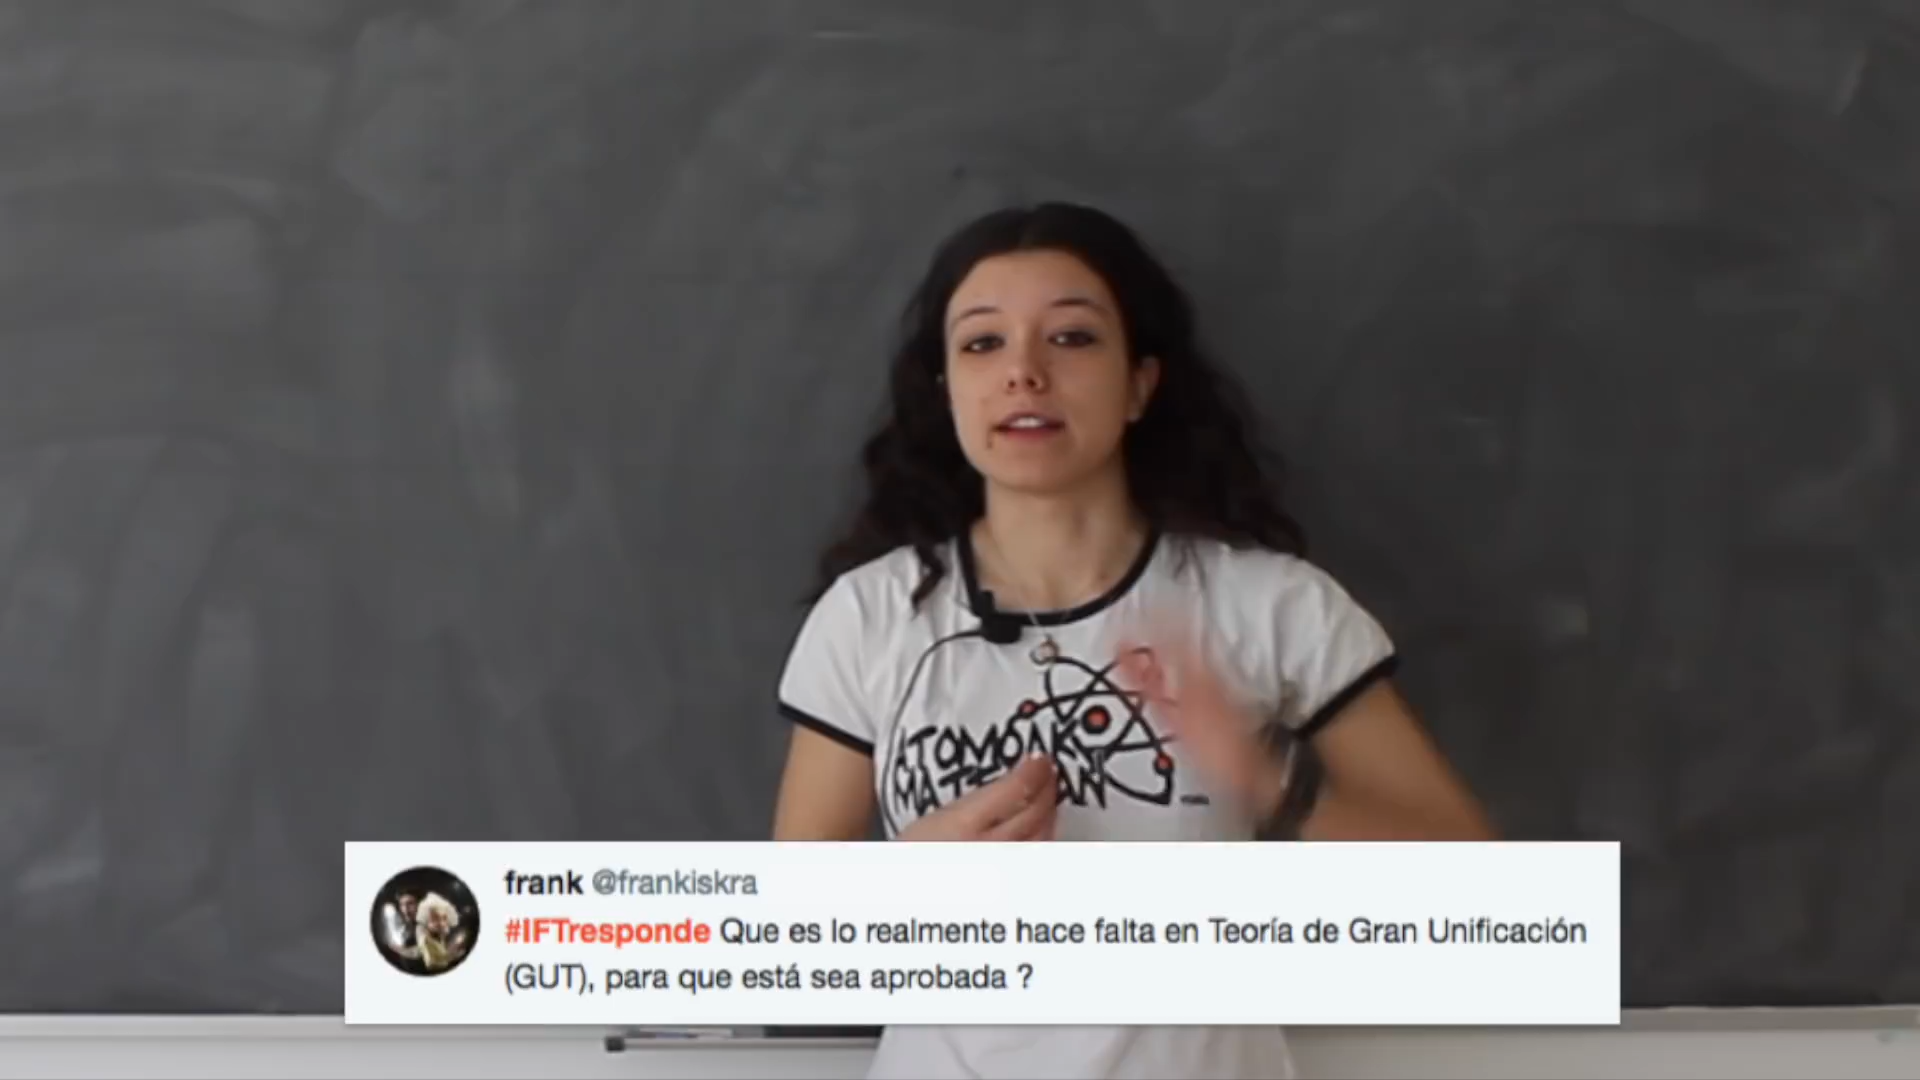 ATOMOAK
frank @frankiskra
#IFTresponde Que es lo realmente hace falta en Teoría de Gran Unificación
(GUT), para que está sea aprobada ?